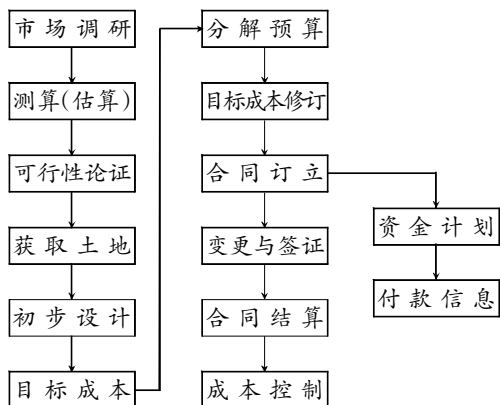 市场调研
测算(估算)
可行性论证
获取土地
初步设计
目标成本
分解预算
目标成本修订
合同订立
变更与签证
合同结算
成本控制
资金计划
付款信息